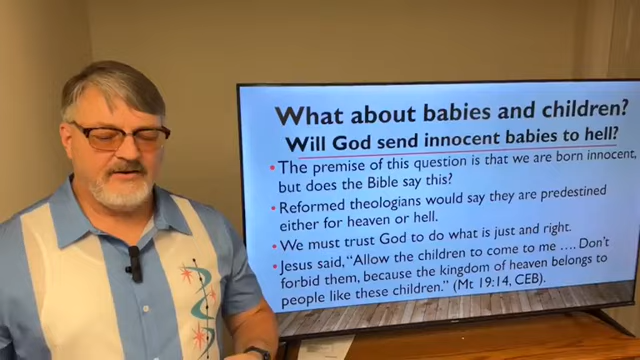 What about babies and children?
Will God send innocent babies to hell?
• The premise of this question is that we are born innocent,
but does the Bible say this?
• Reformed theologians would say they are predestined
either for heaven or hell.
• We must trust God to do what is just and right.
• Jesus said, “Allow the children to come to me …. Don’t
forbid them, because the kingdom of heaven belongs to
people like these children.” (Mt 19:14, CEB).